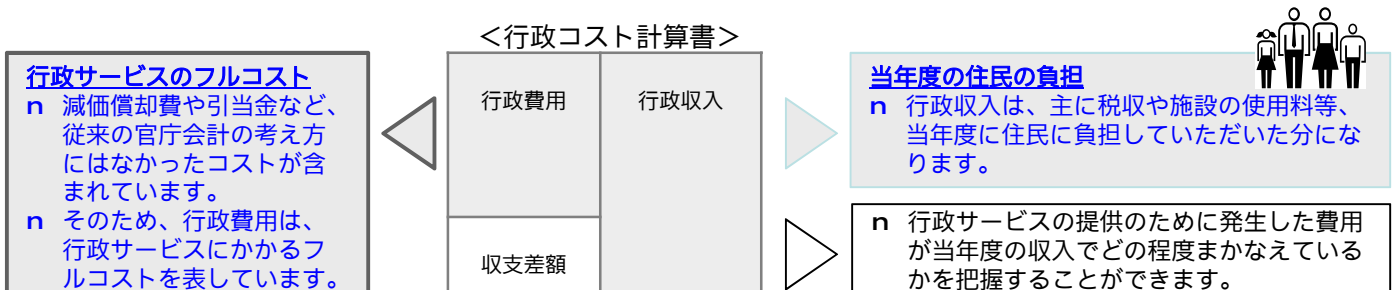 ＜行政コスト計算書＞
行政サービスのフルコスト
n 減価償却費や引当金など、
従来の官庁会計の考え方
にはなかったコストが含
まれています。
n そのため、行政費用は、
行政サービスにかかるフ
ルコストを表しています。
行政費用
行政収入
収支差額
当年度の住民の負担
n 行政収入は、主に税収や施設の使用料等、
当年度に住民に負担していただいた分にな
ります。
n 行政サービスの提供のために発生した費用
が当年度の収入でどの程度まかなえている
かを把握することができます。